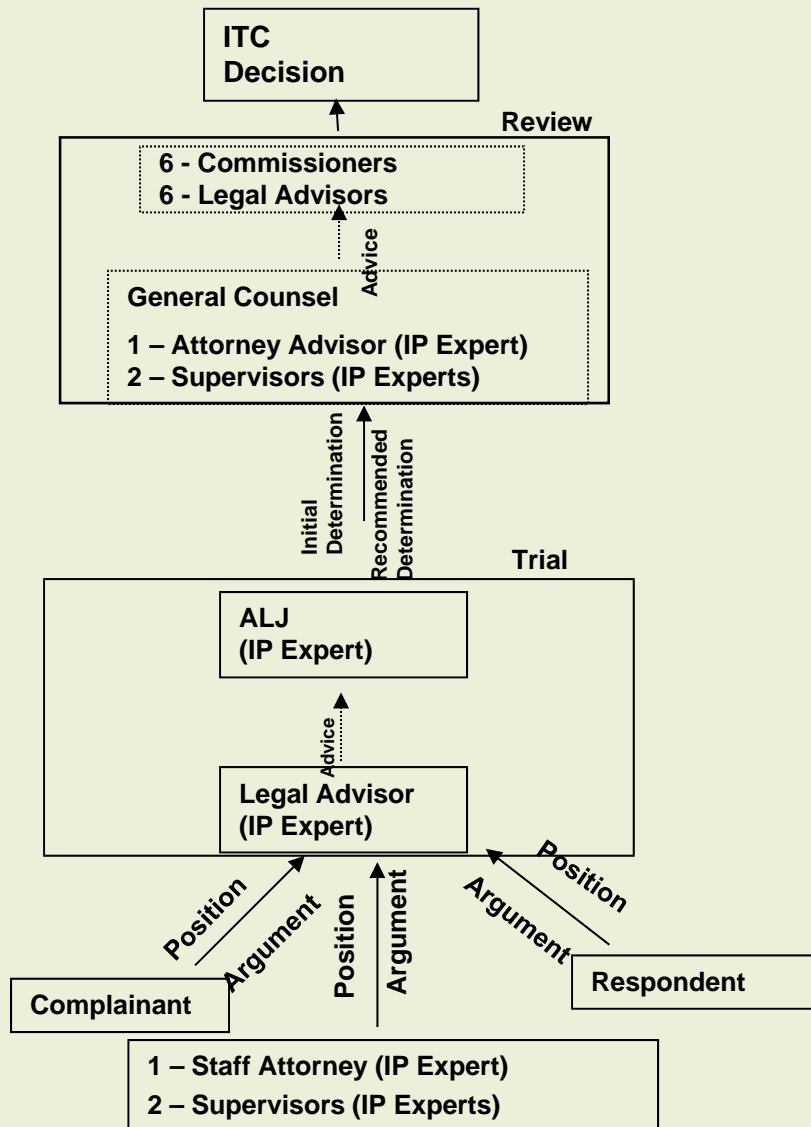 ITC
Decision
Review
6 - Commissioners
6 - Legal Advisors
Advice
General Counsel
1 – Attorney Advisor (IP Expert)
2 – Supervisors (IP Experts)
Initial
Determination
Recommended
Determination
Trial
ALJ
(IP Expert)
Advice
Legal Advisor
(IP Expert)
Position
Argument
Position
Argument
Position
Argument
Complainant
Respondent
1 – Staff Attorney (IP Expert)
2 – Supervisors (IP Experts)